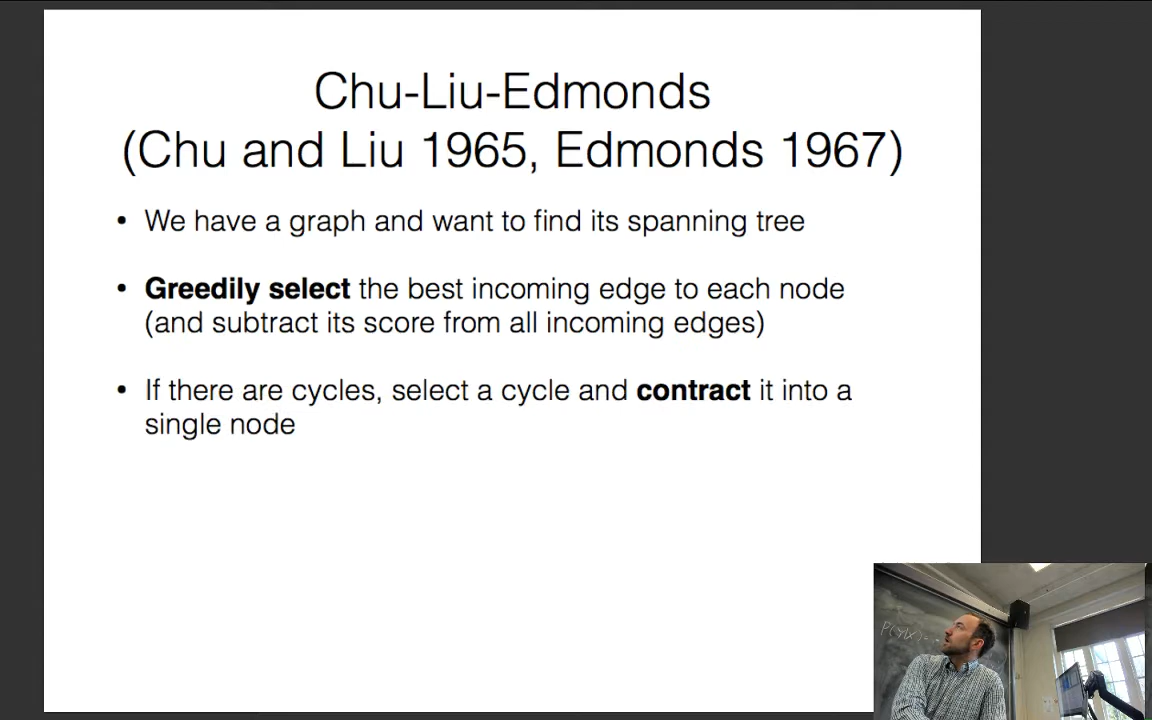 Chu-Liu-Edmonds
(Chu and Liu 1965, Edmonds 1967)
• We have a graph and want to find its spanning tree
• Greedily select the best incoming edge to each node
(and subtract its score from all incoming edges)
• If there are cycles, select a cycle and contract it into a
single node
P(Y|X)=